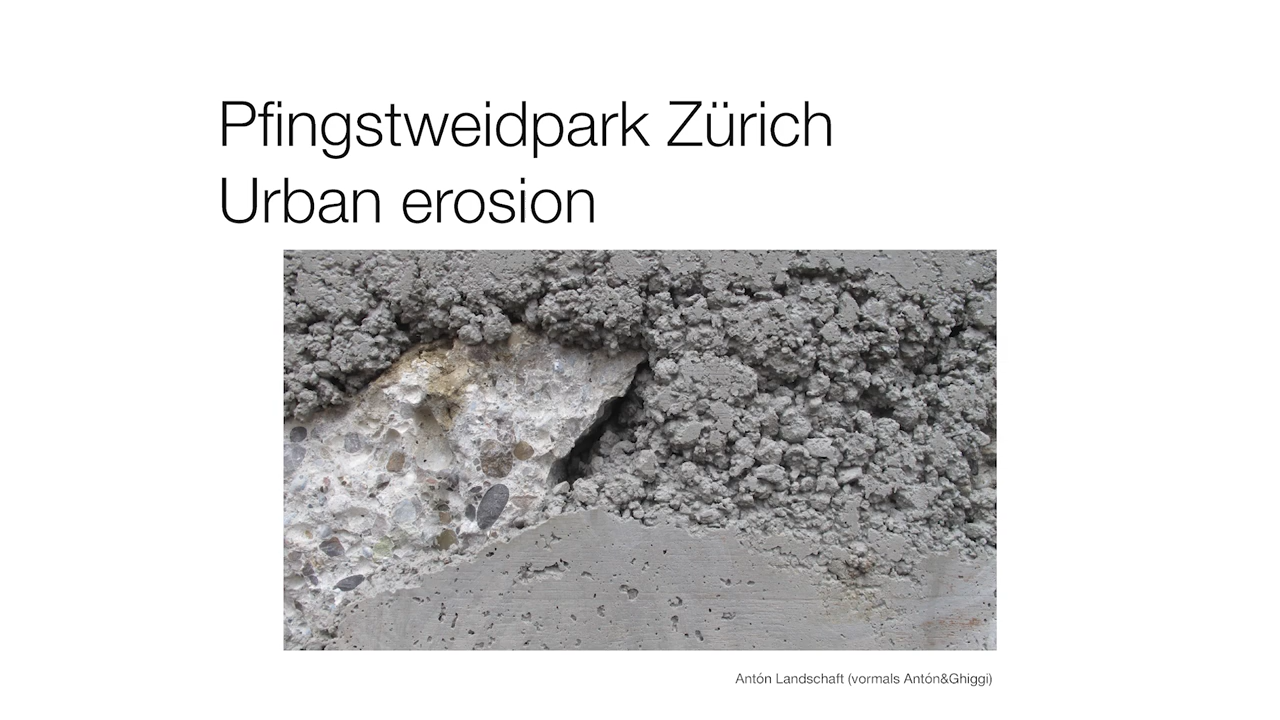 Pfingstweidpark Zürich
Urban erosion
Antón Landschaft (vormals Antón&Ghiggi)